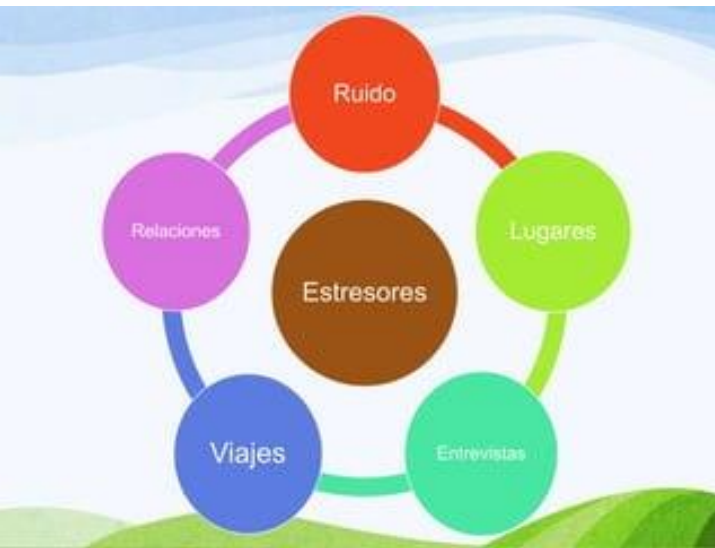 Ruido
Relaciones
Lugares
Estresores
Viajes
Entrevistas